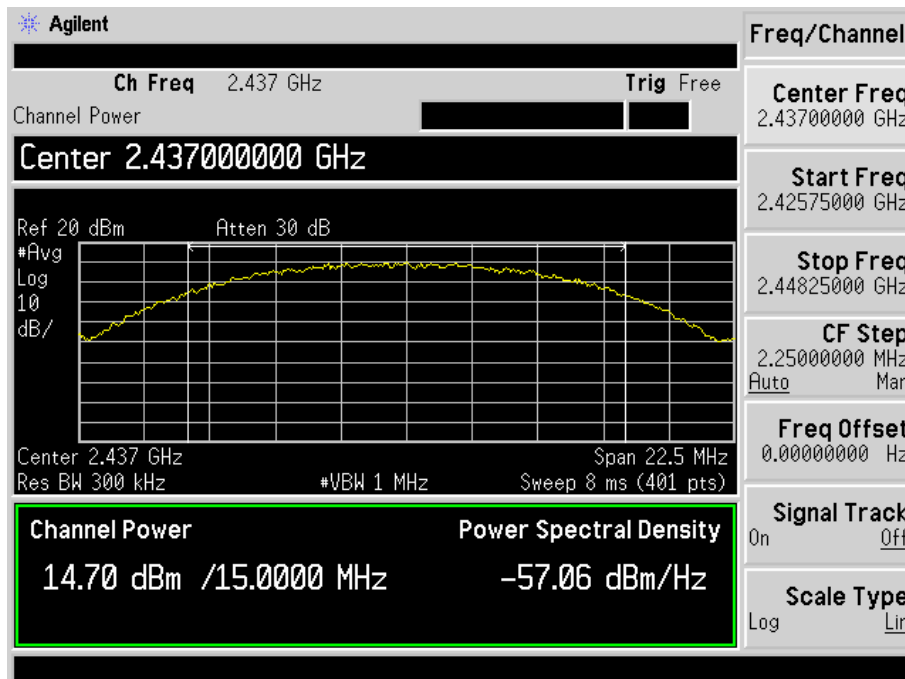 Agilent
Freq/Channel
Ch Freq 2.437 GHz Trig Free
Channel Power
Center 2.437000000 GHz
Ref 20 dBm Atten 30 dB
#Avg
Log
10
dB/
Center 2.437 GHz Span 22.5 MHz
Res BW 300 kHz #VBW 1 MHz Sweep 8 ms (401 pts)
Channel Power Power Spectral Density
14.70 dBm /15.0000 MHz -57.06 dBm/Hz
Center Freq
2.43700000 GHz
Start Freq
2.42575000 GHz
Stop Freq
2.44825000 GHz
CF Step
2.25000000 MHz
Auto Man
Freq Offset
0.00000000 Hz
Signal Track
On Off
Scale Type
Log Lin